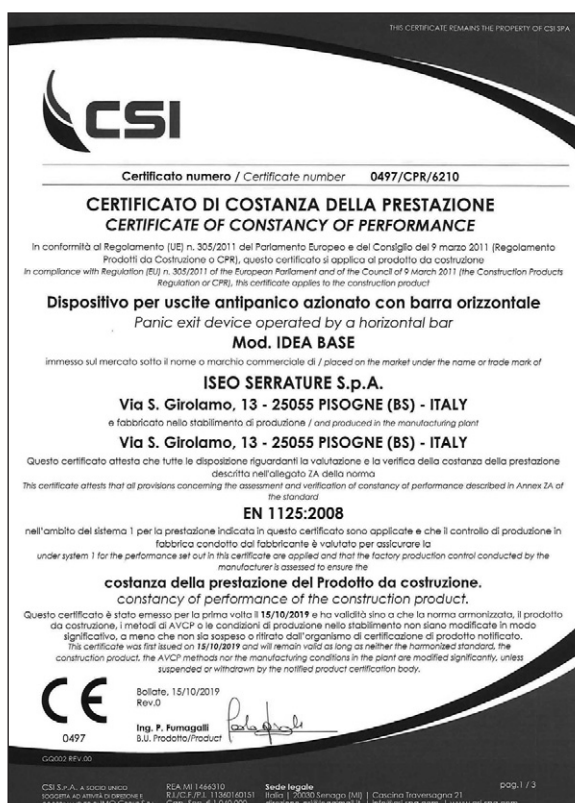 THIS CERTIFICATE REMAINS THE PROPERTY OF CSI SPA
CSI
Certificato numero / Certificate number 0497/CPR/6210
CERTIFICATO DI COSTANZA DELLA PRESTAZIONE
CERTIFICATE OF CONSTANCY OF PERFORMANCE
In conformità al Regolamento (UE) n. 305/2011 del Parlamento Europeo e del Consiglio del 9 marzo 2011 (Regolamento
Prodotti da Costruzione o CPR), questo certificato si applica al prodotto da costruzione
In compliance with Regulation (EU) n. 305/2011 of the European Parliament and of the Council of 9 March 2011 (the Construction Products
Regulation or CPR), this certificate applies to the construction product
Dispositivo per uscite antipanico azionato con barra orizzontale
Panic exit device operated by a horizontal bar
Mod. IDEA BASE
immesso sul mercato sotto il nome o marchio commerciale di / placed on the market under the name or trade mark of
ISEO SERRATURE S.p.A.
Via S. Girolamo, 13 - 25055 PISOGNE (BS) - ITALY
e fabbricato nello stabilimento di produzione / and produced in the manufacturing plant
Via S. Girolamo, 13 - 25055 PISOGNE (BS) - ITALY
Questo certificato attesta che tutte le disposizione riguardanti la valutazione e la verifica della costanza della prestazione
descritta nell'allegato ZA della norma
This certificate attests that all provisions concerning the assessment and verification of constancy of performance described in Annex ZA of
the standard
EN 1125:2008
nell'ambito del sistema 1 per la prestazione indicata in questo certificato sono applicate e che il controllo di produzione in
fabbrica condotto dal fabbricante è valutato per assicurare la
under system 1 for the performance set out in this certificate are applied and that the factory production control conducted by the
manufacturer is assessed to ensure the
costanza della prestazione del Prodotto da costruzione.
constancy of performance of the construction product.
Questo certificato è stato emesso per la prima volta il 15/10/2019 e ha validità sino a che la norma armonizzata, il prodotto
da costruzione, i metodi di AVCP o le condizioni di produzione nello stabilimento non siano modificate in modo
significativo, a meno che non sia sospeso o ritirato dall'organismo di certificazione di prodotto notificato.
This certificate was first issued on 15/10/2019 and will remain valid as long as neither the harmonized standard, the
construction product, the AVCP methods nor the manufacturing conditions in the plant are modified significantly, unless
suspended or withdrawn by the notified product certification body.
CE
0497
Bollate, 15/10/2019
Rev.0
Ing. P. Fumagalli
B.U. Prodotto/Product
GQ002 REV.00
CSI S.P.A. A SOCIO UNICO REA MI 1466310 Sede legale pag.1 / 3
SOGGETTA AD ATTIVITÀ DI DIREZIONE E R.I./C.F./P.I. 11360160151 Italia | 20030 Senago (MI) | Cascina Traversagna 21